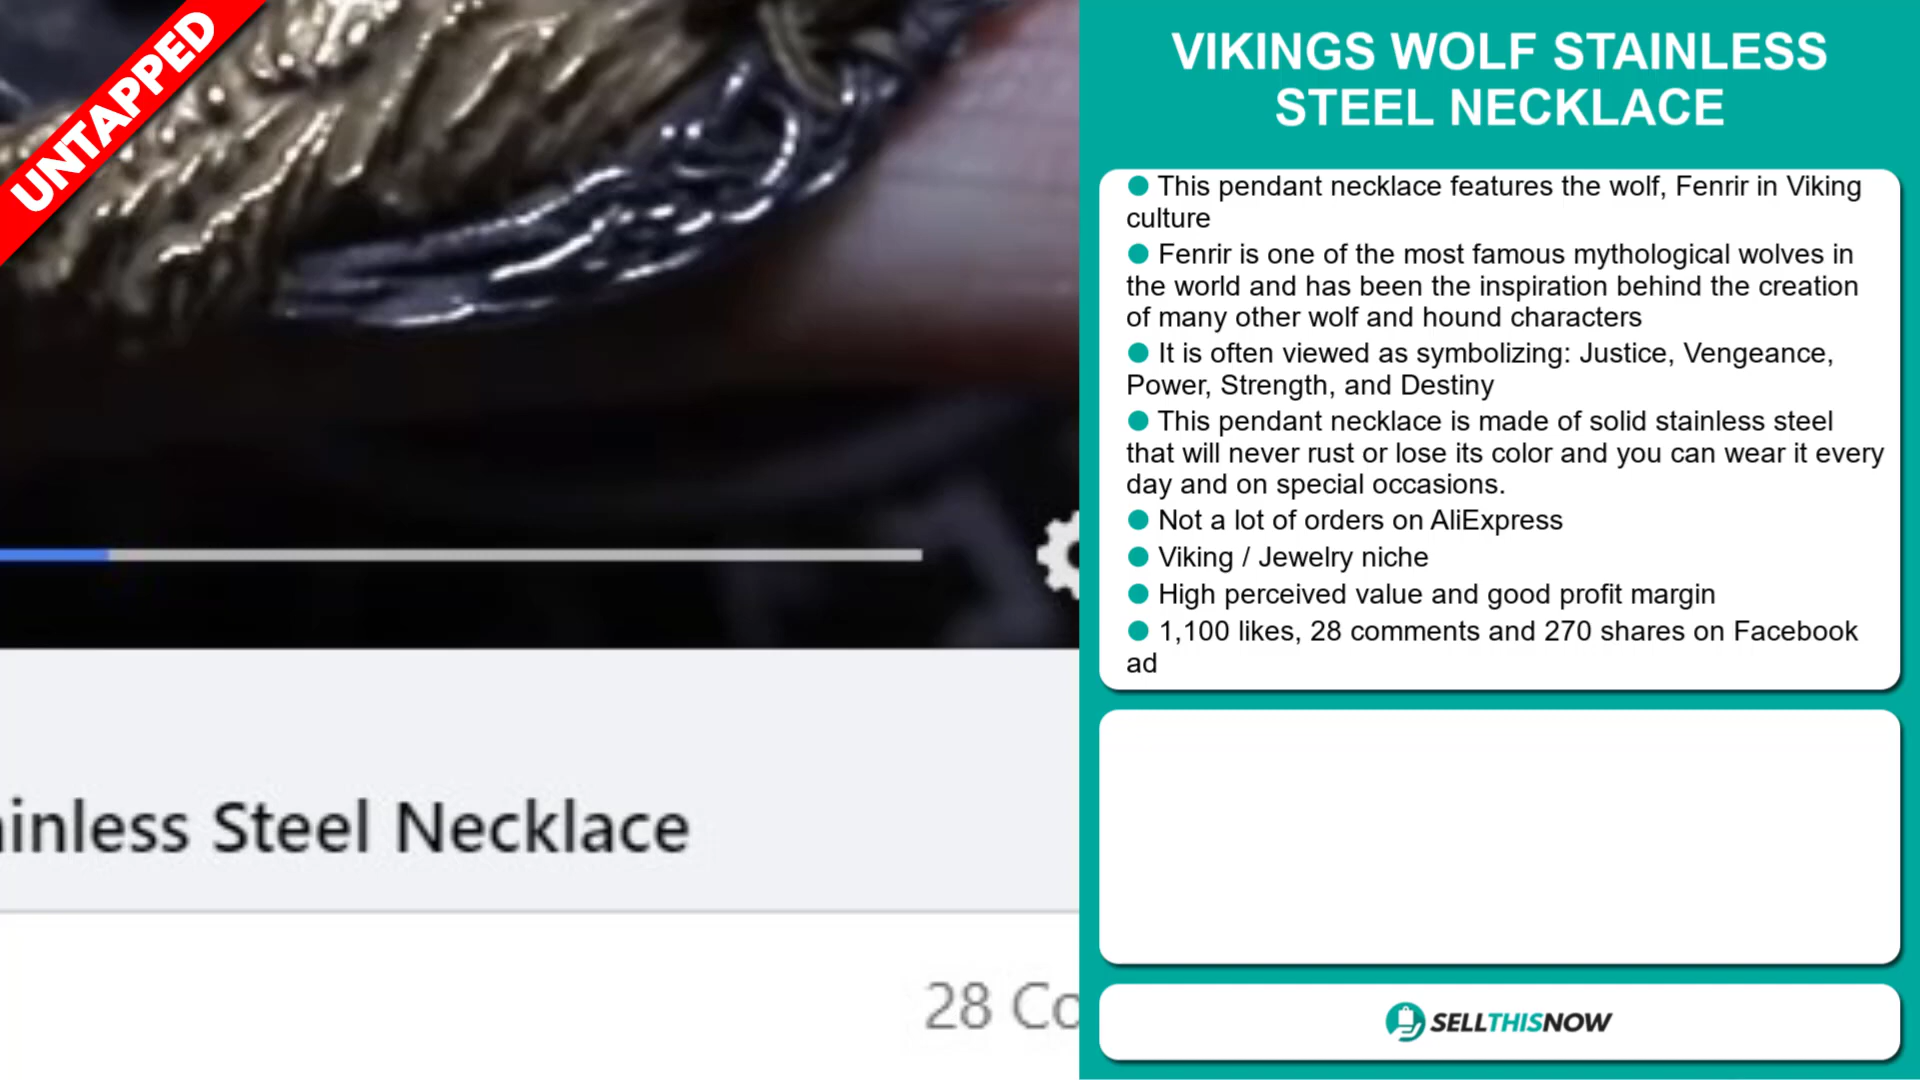 UNTAPPED
VIKINGS WOLF STAINLESS
STEEL NECKLACE
This pendant necklace features the wolf, Fenrir in Viking
culture
Fenrir is one of the most famous mythological wolves in
the world and has been the inspiration behind the creation
of many other wolf and hound characters
It is often viewed as symbolizing: Justice, Vengeance,
Power, Strength, and Destiny
This pendant necklace is made of solid stainless steel
that will never rust or lose its color and you can wear it every
day and on special occasions.
Not a lot of orders on AliExpress
Viking / Jewelry niche
High perceived value and good profit margin
1,100 likes, 28 comments and 270 shares on Facebook
ad
ainless Steel Necklace
28 Co
SELLTHISNOW